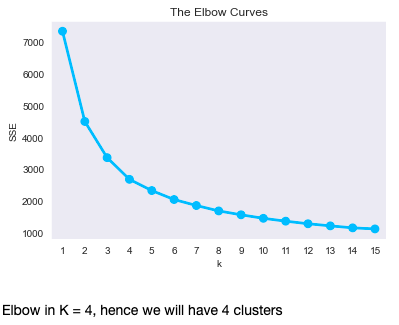 The Elbow Curves
7000
6000
5000
4000
3000
2000
1000
SSE
1 2 3 4 5 6 7 8 9 10 11 12 13 14 15
k
Elbow in K = 4, hence we will have 4 clusters